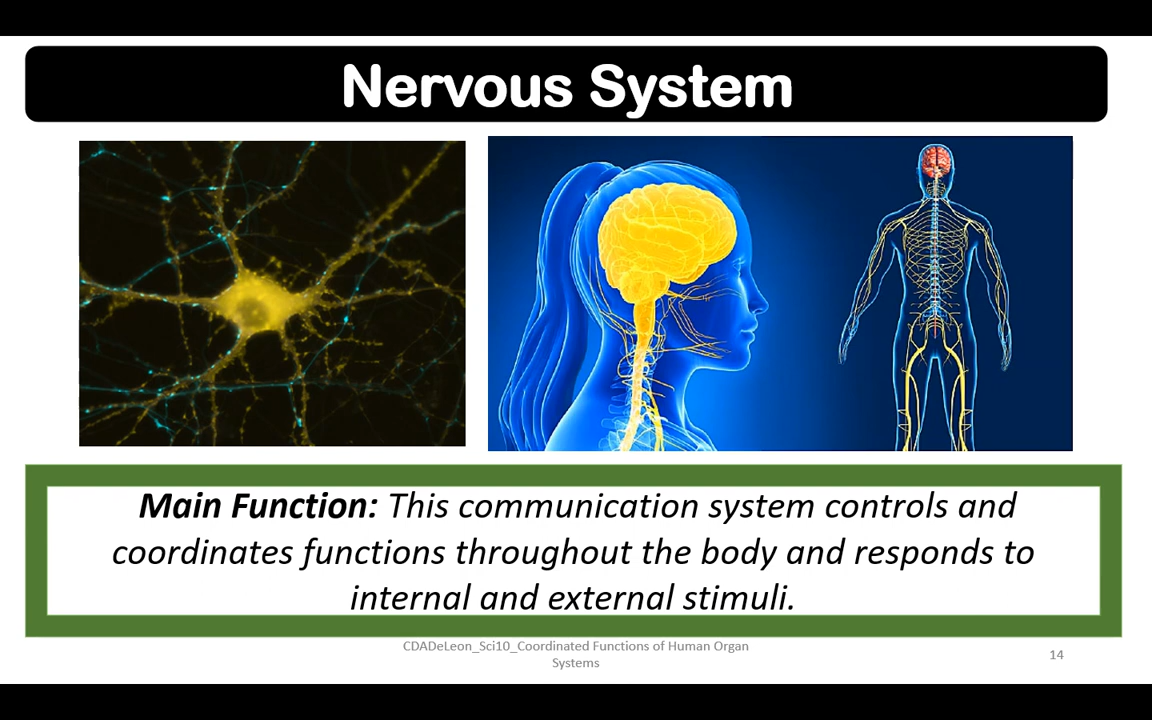 Nervous System
Main Function: This communication system controls and
coordinates functions throughout the body and responds to
internal and external stimuli.
CDADeLeon_Sci10_Coordinated Functions of Human Organ
Systems
14